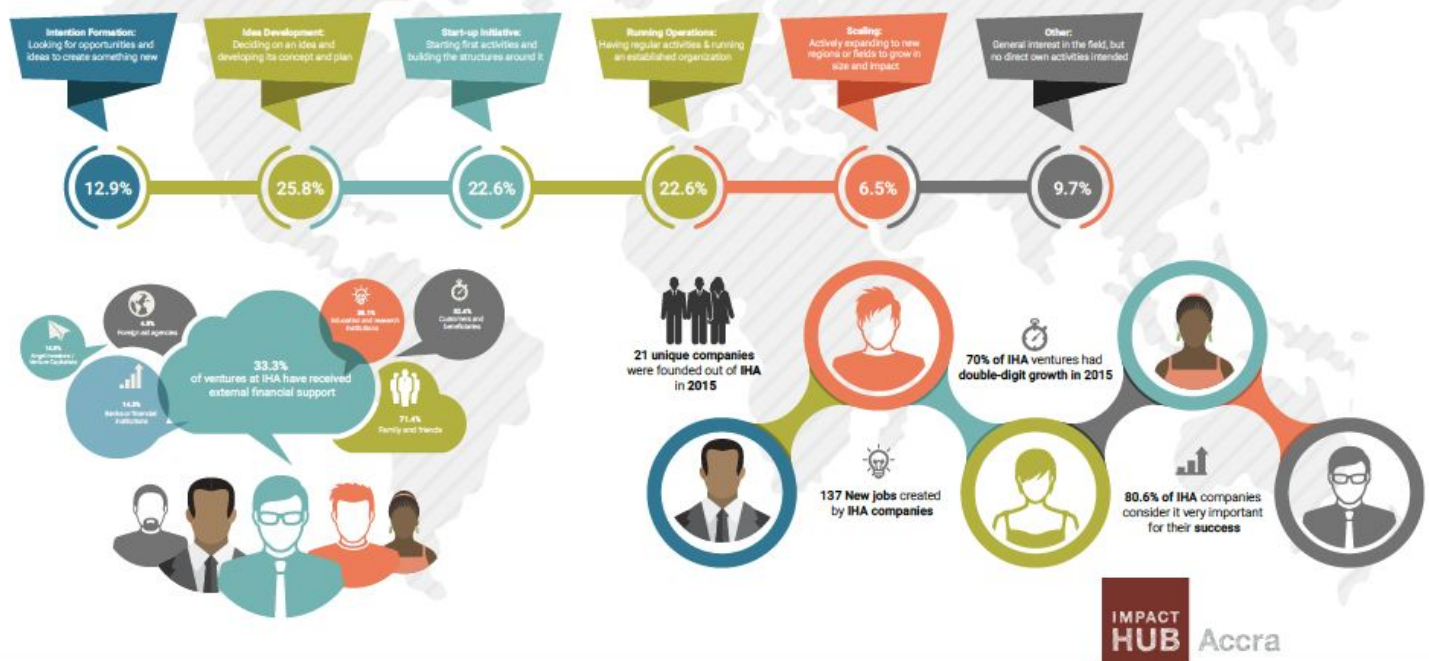 Intention Formation:
Looking for opportunities and
ideas to create something new
Idea Development:
Deciding on an idea and
developing its concept and plan
Start-up Initiative:
Starting first activities and
building the structures around it
Running Operations:
Having regular activities & running
an established organization
Scaling:
Actively expanding to new
regions or fields to grow in
size and impact
Other:
General interest in the field, but
no direct own activities intended
12.9%
25.8%
22.6%
22.6%
6.5%
9.7%
Foreign aid agencies
Angel investors /
Venture Capitalists
14.3%
Banks or financial
institutions
33.3%
of ventures at IHA have received
external financial support
Education and research
institutions
Customers and
beneficiaries
71.4%
Family and friends
21 unique companies
were founded out of IHA
in 2015
70% of IHA ventures had
double-digit growth in 2015
137 New jobs created
by IHA companies
80.6% of IHA companies
consider it very important
for their success
IMPACT
HUB Accra